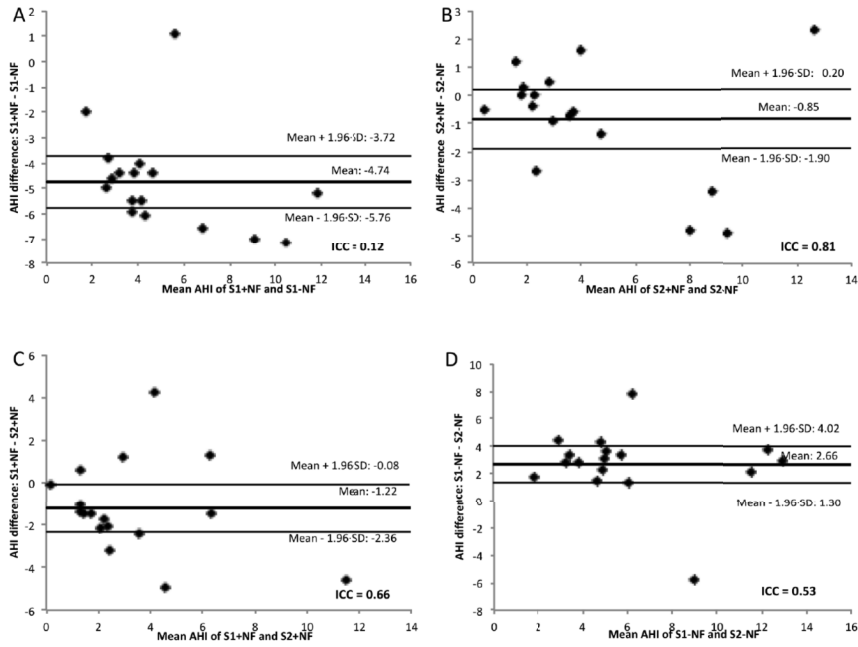 A
2
1
0
-1
-2
-3
-4
-5
-6
-7
-8
AHI difference: S1+NF - S1-NF
Mean + 1.96·SD: -3.72
Mean: -4.74
Mean - 1.96·SD: -5.76
ICC = 0.12
0 2 4 6 8 10 12 14 16
Mean AHI of S1+NF and S1-NF
B
3
2
1
0
-1
-2
-3
-4
-5
-6
AHI difference S2+NF - S2-NF
Mean + 1.96·SD: 0.20
Mean: -0.85
Mean - 1.96·SD: -1.90
ICC = 0.81
0 2 4 6 8 10 12 14
Mean AHI of S2+NF and S2-NF
C
6
4
2
0
-2
-4
-6
AHI difference: S1+NF - S2+NF
Mean + 1.96SD: -0.08
Mean: -1.22
Mean - 1.96·SD: -2.36
ICC = 0.66
0 2 4 6 8 10 12 14
Mean AHI of S1+NF and S2+NF
D
10
8
6
4
2
0
-2
-4
-6
-8
AHI difference: S1-NF - S2-NF
Mean + 1.96·SD: 4.02
Mean: 2.66
Mean - 1.96·SD: 1.30
ICC = 0.53
0 2 4 6 8 10 12 14 16
Mean AHI of S1-NF and S2-NF